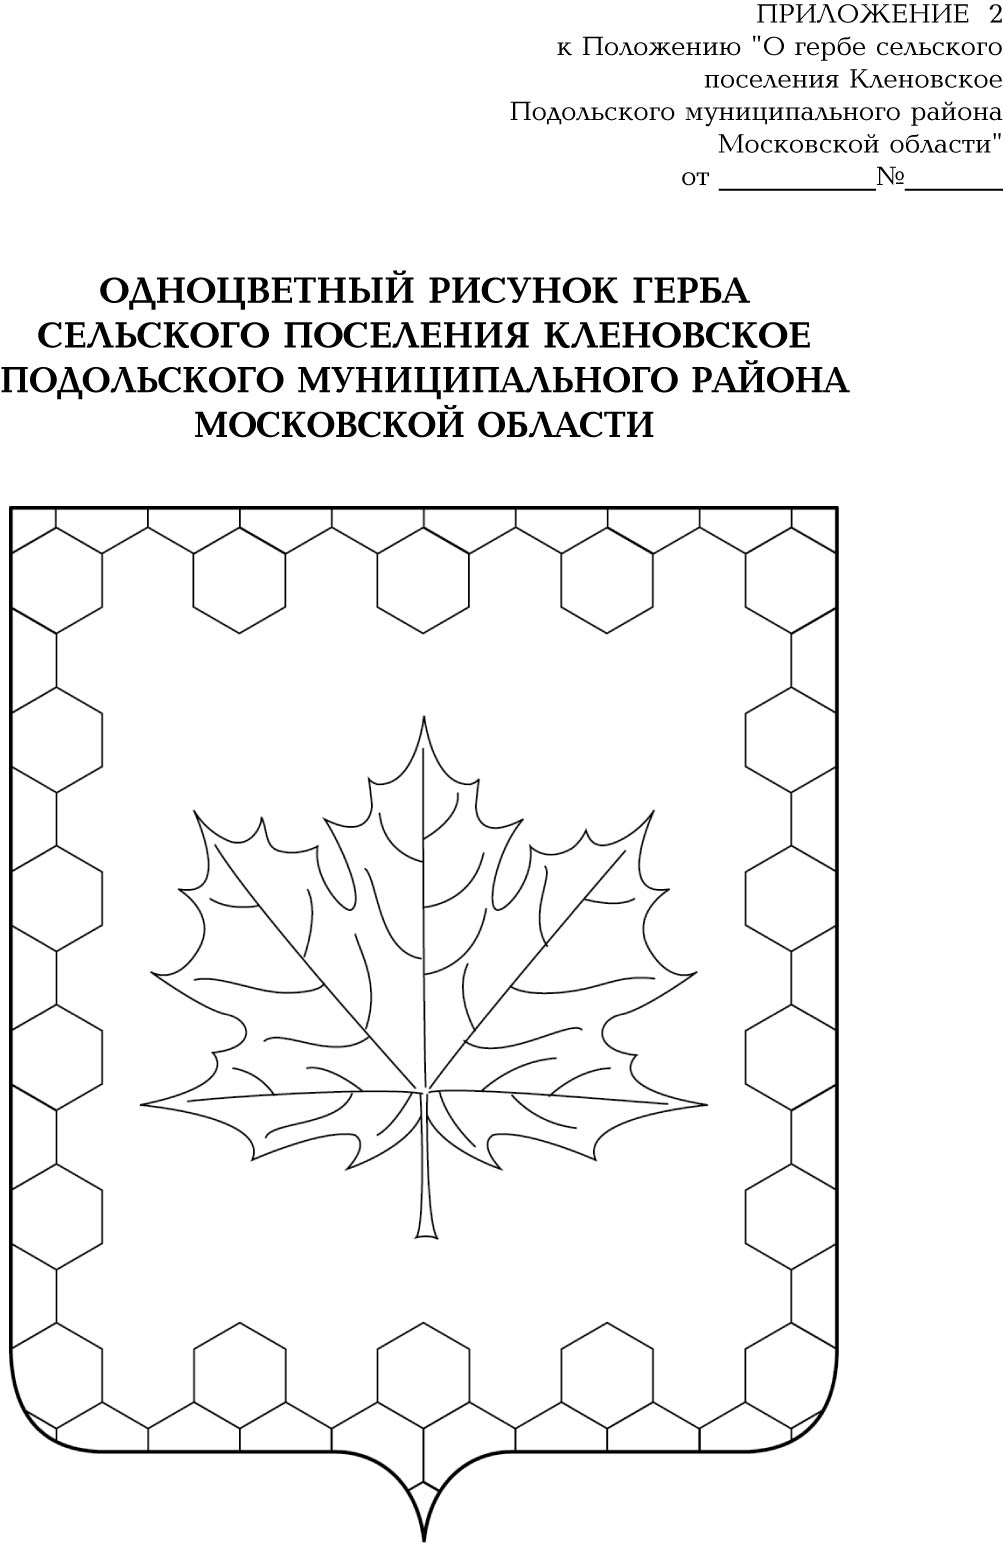 ПРИЛОЖЕНИЕ 2
к Положению "О гербе сельского
поселения Кленовское
Подольского муниципального района
Московской области"
от ___________№_______
ОДНОЦВЕТНЫЙ РИСУНОК ГЕРБА
СЕЛЬСКОГО ПОСЕЛЕНИЯ КЛЕНОВСКОЕ
ПОДОЛЬСКОГО МУНИЦИПАЛЬНОГО РАЙОНА
МОСКОВСКОЙ ОБЛАСТИ